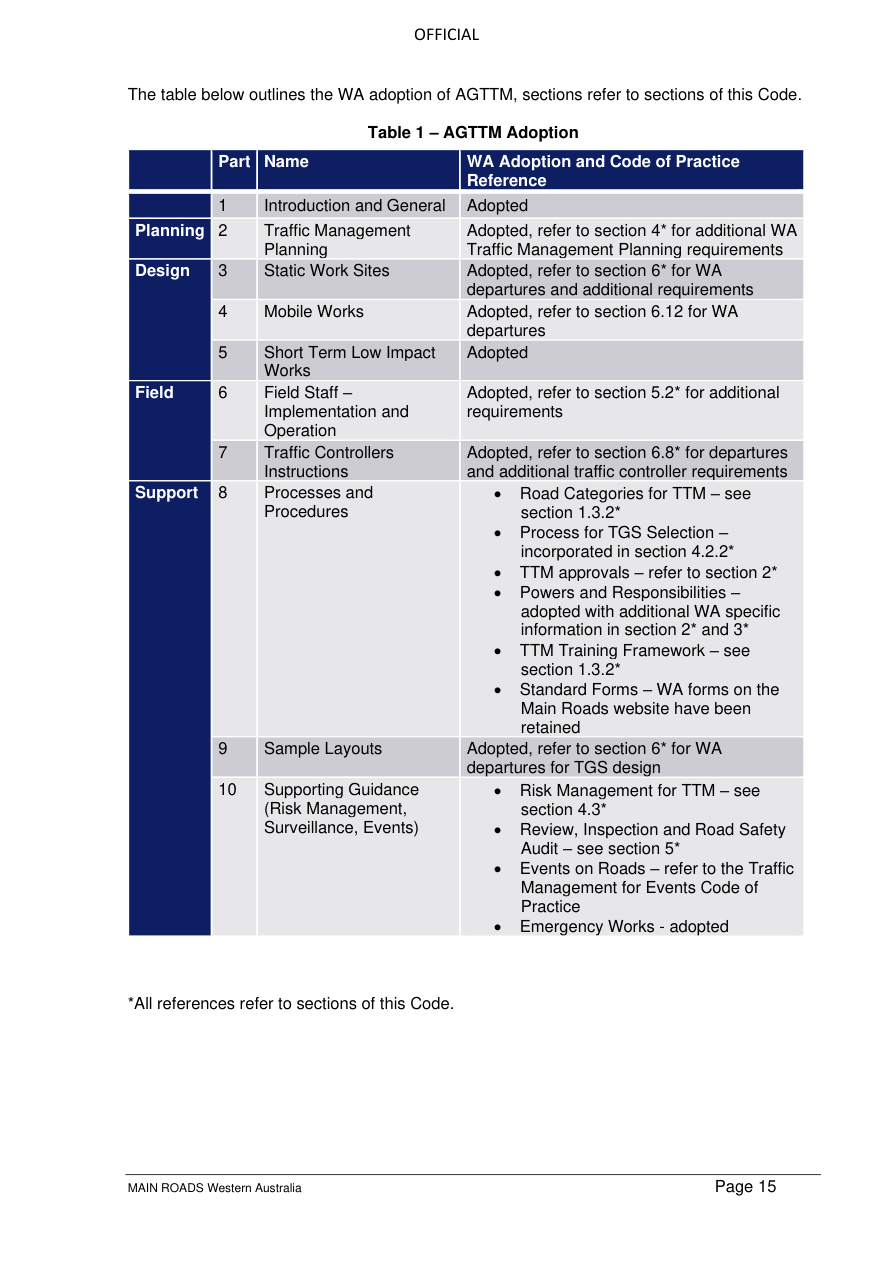 OFFICIAL
The table below outlines the WA adoption of AGTTM, sections refer to sections of this Code.
Table 1 – AGTTM Adoption
Part Name WA Adoption and Code of Practice
Reference
1 Introduction and General Adopted
Planning 2 Traffic Management Adopted, refer to section 4* for additional WA
Planning Traffic Management Planning requirements
Design 3 Static Work Sites Adopted, refer to section 6* for WA
departures and additional requirements
4 Mobile Works Adopted, refer to section 6.12 for WA
departures
5 Short Term Low Impact Adopted
Works
Field 6 Field Staff – Adopted, refer to section 5.2* for additional
Implementation and requirements
Operation
7 Traffic Controllers Adopted, refer to section 6.8* for departures
Instructions and additional traffic controller requirements
Support 8 Processes and • Road Categories for TTM – see
Procedures section 1.3.2*
• Process for TGS Selection –
incorporated in section 4.2.2*
• TTM approvals – refer to section 2*
• Powers and Responsibilities –
adopted with additional WA specific
information in section 2* and 3*
• TTM Training Framework – see
section 1.3.2*
• Standard Forms – WA forms on the
Main Roads website have been
retained
9 Sample Layouts Adopted, refer to section 6* for WA
departures for TGS design
10 Supporting Guidance • Risk Management for TTM – see
(Risk Management, section 4.3*
Surveillance, Events) • Review, Inspection and Road Safety
Audit – see section 5*
• Events on Roads – refer to the Traffic
Management for Events Code of
Practice
• Emergency Works - adopted
*All references refer to sections of this Code.
MAIN ROADS Western Australia Page 15